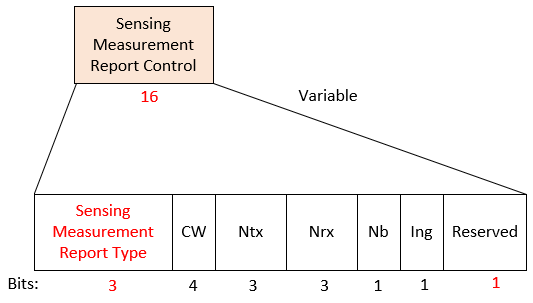 Sensing
Measurement
Report Control
16
Variable
Sensing
Measurement
Report Type
CW
Ntx
Nrx
Nb
Ing
Reserved
Bits:
3
4
3
3
1
1
1